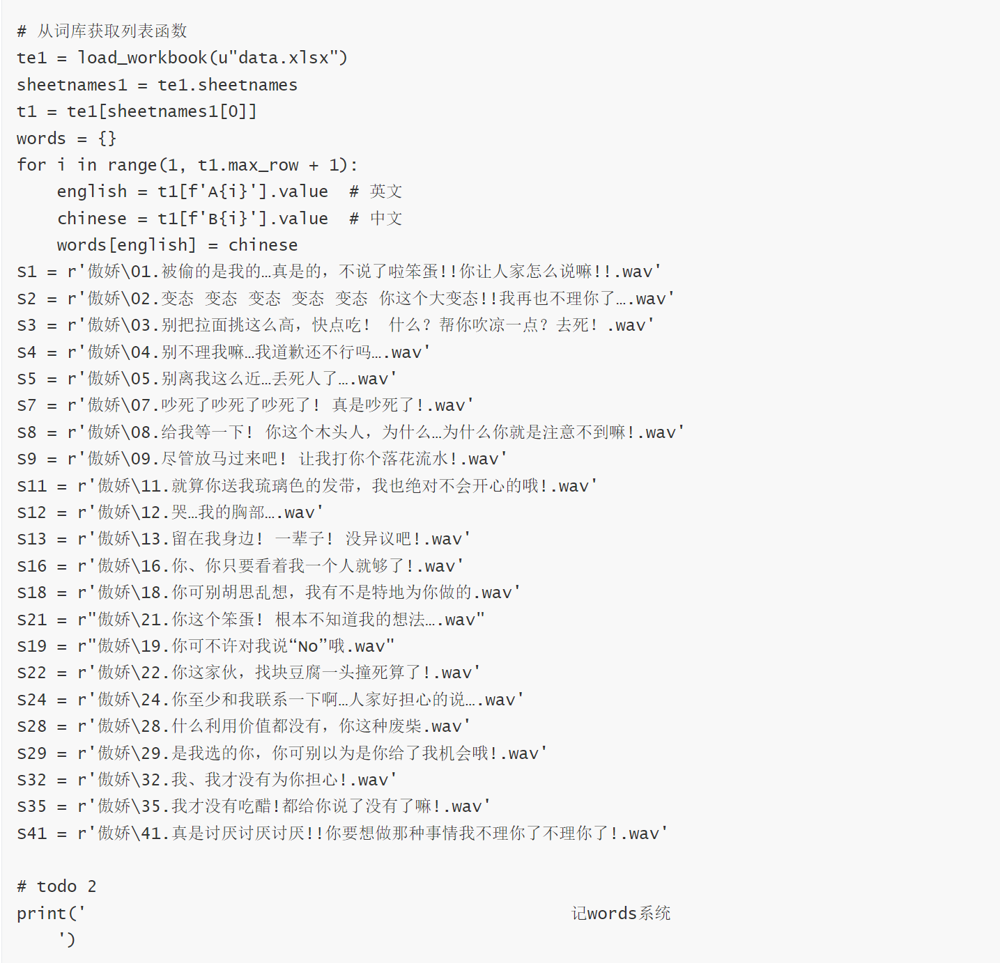 # 从词库获取列表函数
te1 = load_workbook(u"data.xlsx")
sheetnames1 = te1.sheetnames
t1 = te1[sheetnames1[0]]
words = {}
for i in range(1, t1.max_row + 1):
    english = t1[f'A{i}'].value  # 英文
    chinese = t1[f'B{i}'].value  # 中文
    words[english] = chinese
s1 = r'傲娇\01.被偷的是我的…真是的，不说了啦笨蛋!!你让人家怎么说嘛!!.wav'
s2 = r'傲娇\02.变态 变态 变态 变态 变态 你这个大变态!!我再也不理你了….wav'
s3 = r'傲娇\03.别把拉面挑这么高，快点吃！ 什么？帮你吹凉一点？去死！.wav'
s4 = r'傲娇\04.别不理我嘛…我道歉还不行吗….wav'
s5 = r'傲娇\05.别离我这么近…丢死人了….wav'
s7 = r'傲娇\07.吵死了吵死了吵死了！ 真是吵死了!.wav'
s8 = r'傲娇\08.给我等一下！ 你这个木头人，为什么…为什么你就是注意不到嘛!.wav'
s9 = r'傲娇\09.尽管放马过来吧！ 让我打你个落花流水!.wav'
s11 = r'傲娇\11.就算你送我琉璃色的发带，我也绝对不会开心的哦!.wav'
s12 = r'傲娇\12.哭…我的胸部….wav'
s13 = r'傲娇\13.留在我身边！ 一辈子！ 没异议吧!.wav'
s16 = r'傲娇\16.你、你只要看着我一个人就够了!.wav'
s18 = r'傲娇\18.你可别胡思乱想，我有不是特地为你做的.wav'
s21 = r"傲娇\21.你这个笨蛋！ 根本不知道我的想法….wav"
s19 = r"傲娇\19.你可不许对我说“No”哦.wav"
s22 = r'傲娇\22.你这家伙，找块豆腐一头撞死算了!.wav'
s24 = r'傲娇\24.你至少和我联系一下啊…人家好担心的说….wav'
s28 = r'傲娇\28.什么利用价值都没有，你这种废柴.wav'
s29 = r'傲娇\29.是我选的你，你可别以为是你给了我机会哦!.wav'
s32 = r'傲娇\32.我、我才没有为你担心!.wav'
s35 = r'傲娇\35.我才没有吃醋!都给你说了没有了嘛!.wav'
s41 = r'傲娇\41.真是讨厌讨厌讨厌!!你要想做那种事情我不理你了不理你了!.wav'
# todo 2
print('                                                记words系统
    ')